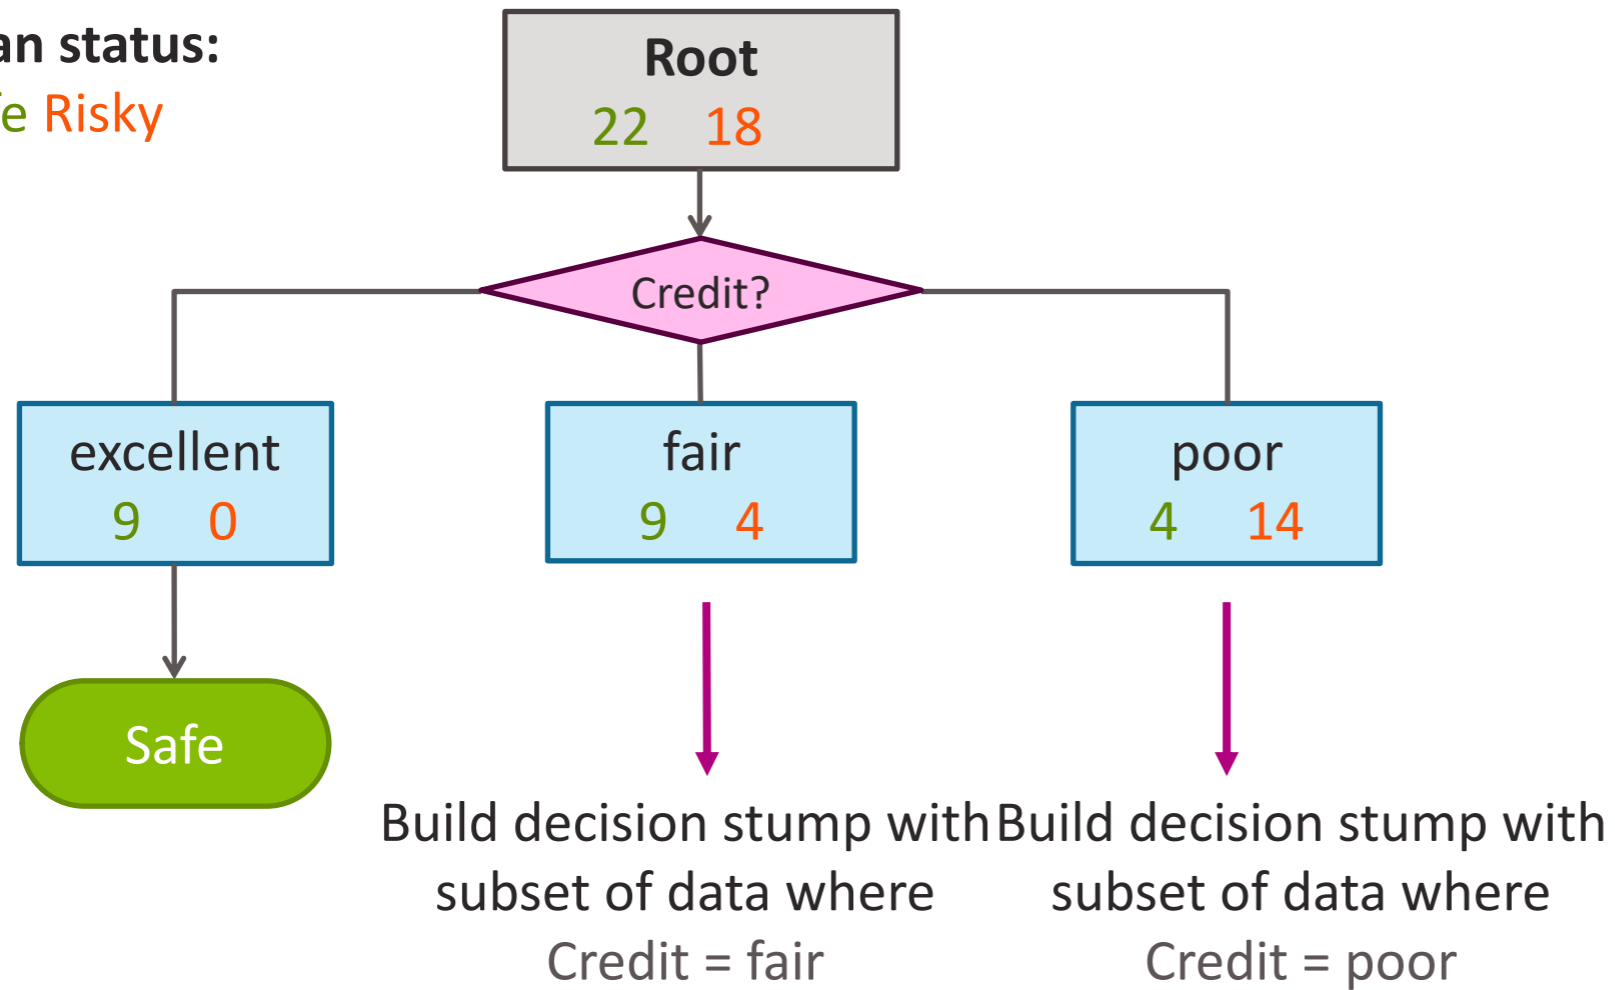 an status:
e Risky
Root
22 18
Credit?
excellent
9 0
fair
9 4
poor
4 14
Safe
Build decision stump with
subset of data where
Credit = fair
Build decision stump with
subset of data where
Credit = poor